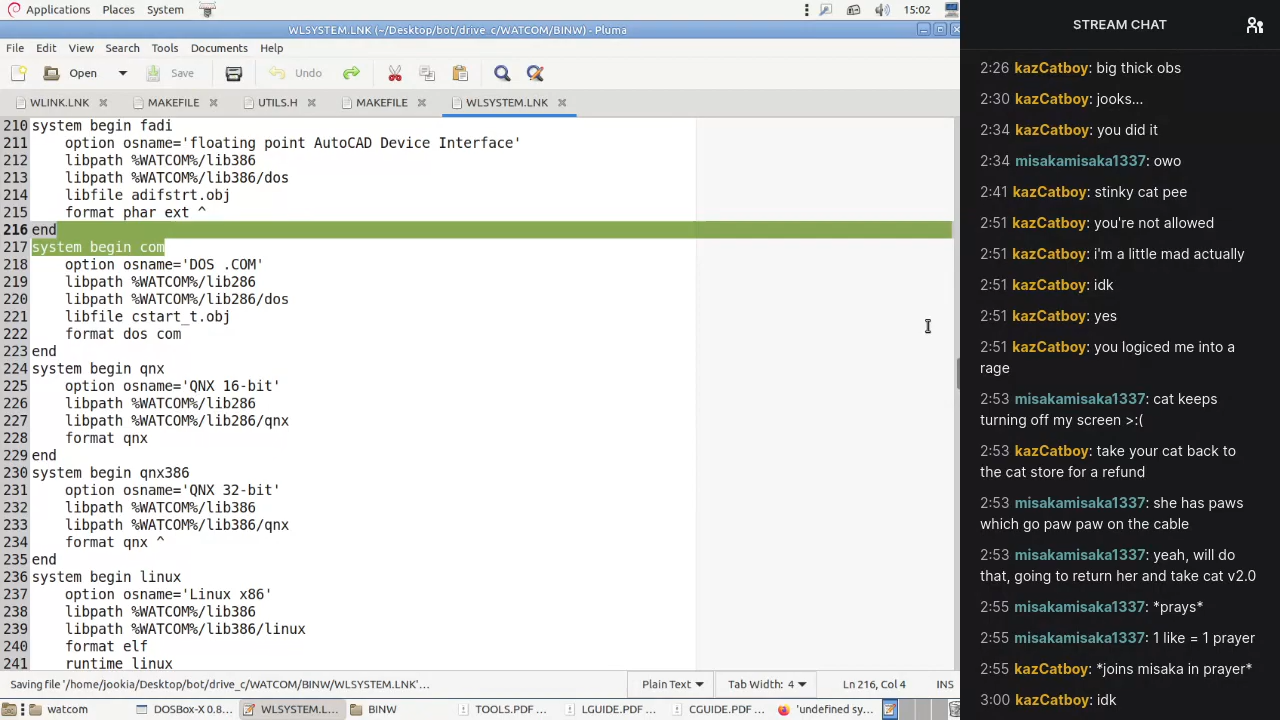 Applications Places System 15:02
WLSYSTEM.LNK (~/Desktop/bot/drive_c/WATCOM/BINW) - Pluma
File Edit View Search Tools Documents Help
Open Save Undo
WLINK.LNK MAKEFILE UTILS.H MAKEFILE WLSYSTEM.LNK
210 system begin fadi
211 option osname='floating point AutoCAD Device Interface'
212 libpath %WATCOM%/lib386
213 libpath %WATCOM%/lib386/dos
214 libfile adifstrt.obj
215 format phar ext ^
216 end
217 system begin com
218 option osname='DOS .COM'
219 libpath %WATCOM%/lib286
220 libpath %WATCOM%/lib286/dos
221 libfile cstart_t.obj
222 format dos com
223 end
224 system begin qnx
225 option osname='QNX 16-bit'
226 libpath %WATCOM%/lib286
227 libpath %WATCOM%/lib286/qnx
228 format qnx
229 end
230 system begin qnx386
231 option osname='QNX 32-bit'
232 libpath %WATCOM%/lib386
233 libpath %WATCOM%/lib386/qnx
234 format qnx ^
235 end
236 system begin linux
237 option osname='Linux x86'
238 libpath %WATCOM%/lib386
239 libpath %WATCOM%/lib386/linux
240 format elf
241 runtime linux
Saving file '/home/jookia/Desktop/bot/drive_c/WATCOM/BINW/WLSYSTEM.LNK'... Plain Text Tab Width: 4 Ln 216, Col 4 INS
watcom DOSBox-X 0.8... WLSYSTEM.L... BINW TOOLS.PDF ... LGUIDE.PDF ... CGUIDE.PDF ... 'undefined sy...
STREAM CHAT
2:26 kazCatboy: big thick obs
2:30 kazCatboy: jooks...
2:34 kazCatboy: you did it
2:34 misakamisaka1337: owo
2:41 kazCatboy: stinky cat pee
2:51 kazCatboy: you're not allowed
2:51 kazCatboy: i'm a little mad actually
2:51 kazCatboy: idk
2:51 kazCatboy: yes
2:51 kazCatboy: you logiced me into a
rage
2:53 misakamisaka1337: cat keeps
turning off my screen >:(
2:53 kazCatboy: take your cat back to
the cat store for a refund
2:53 misakamisaka1337: she has paws
which go paw paw on the cable
2:53 misakamisaka1337: yeah, will do
that, going to return her and take cat v2.0
2:55 misakamisaka1337: *prays*
2:55 misakamisaka1337: 1 like = 1 prayer
2:55 kazCatboy: *joins misaka in prayer*
3:00 kazCatboy: idk